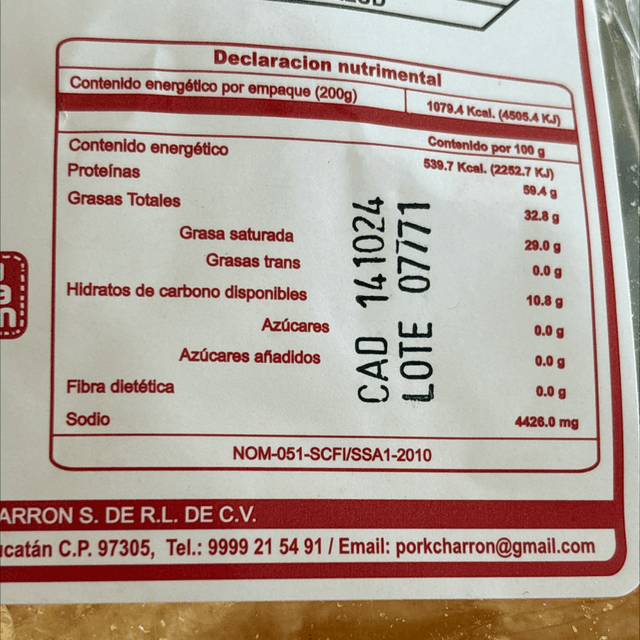 Declaracion nutrimental
Contenido energético por empaque (200g) 1079.4 Kcal. (4505.4 KJ)
Contenido por 100 g
Contenido energético 539.7 Kcal. (2252.7 KJ)
Proteínas 59.4 g
Grasas Totales 32.8 g
Grasa saturada 29.0 g
Grasas trans 0.0 g
Hidratos de carbono disponibles 10.8 g
Azúcares 0.0 g
Azúcares añadidos 0.0 g
Fibra dietética 0.0 g
Sodio 4426.0 mg
CAD 141024
LOTE 07771
NOM-051-SCFI/SSA1-2010
ARRON S. DE R.L. DE C.V.
ucatán C.P. 97305, Tel.: 9999 21 54 91 / Email: porkcharron@gmail.com